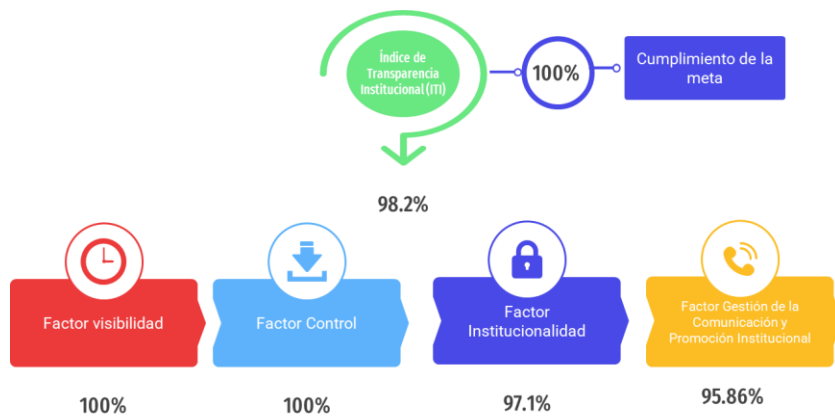 Índice de
Transparencia
Institucional (ITI)
100%
Cumplimiento de la
meta
98.2%
Factor visibilidad
Factor Control
Factor
Institucionalidad
Factor Gestión de la
Comunicación y
Promoción Institucional
100%
100%
97.1%
95.86%